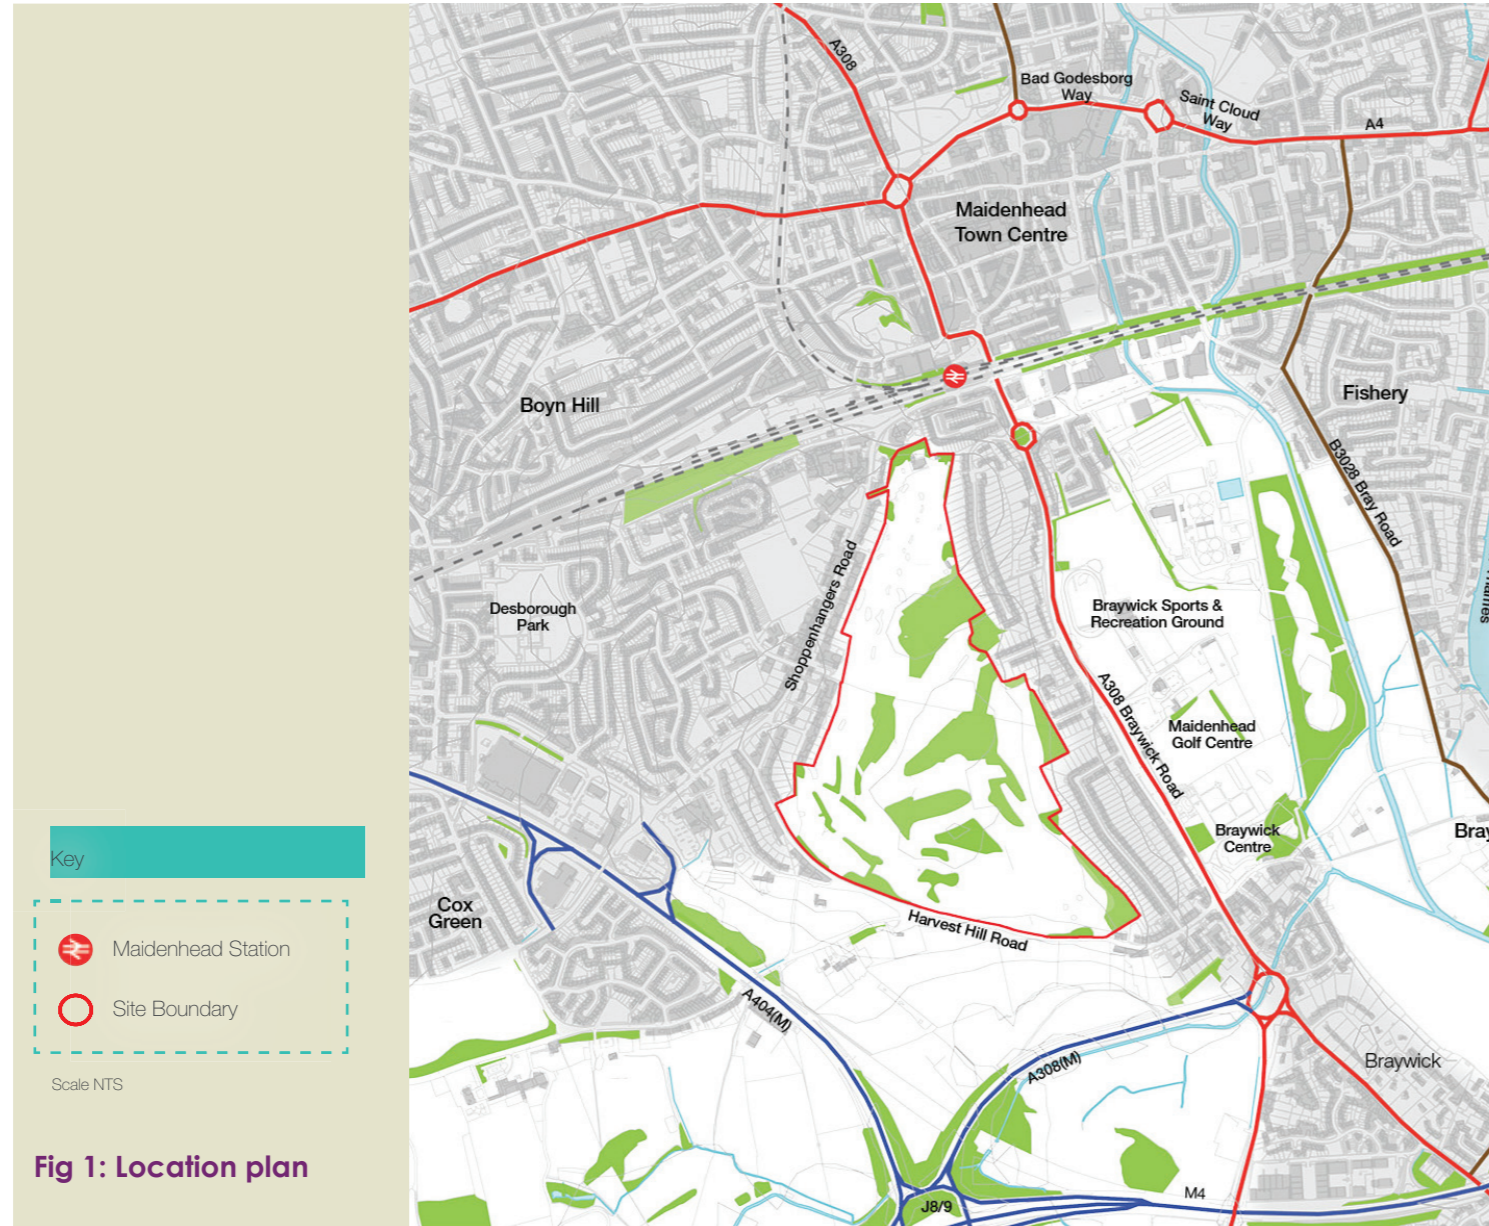 Key
Maidenhead Station
Site Boundary
Scale NTS
Fig 1: Location plan
A308
Bad Godesborg
Way
Saint Cloud
Way
A4
Maidenhead
Town Centre
Boyn Hill
Fishery
B3028 Bray Road
Shoppenhangers Road
Desborough
Park
Braywick Sports &
Recreation Ground
Thames
A308 Braywick Road
Maidenhead
Golf Centre
Braywick
Centre
Bray
Cox
Green
Harvest Hill Road
A404(M)
A308(M)
Braywick
M4
J8/9